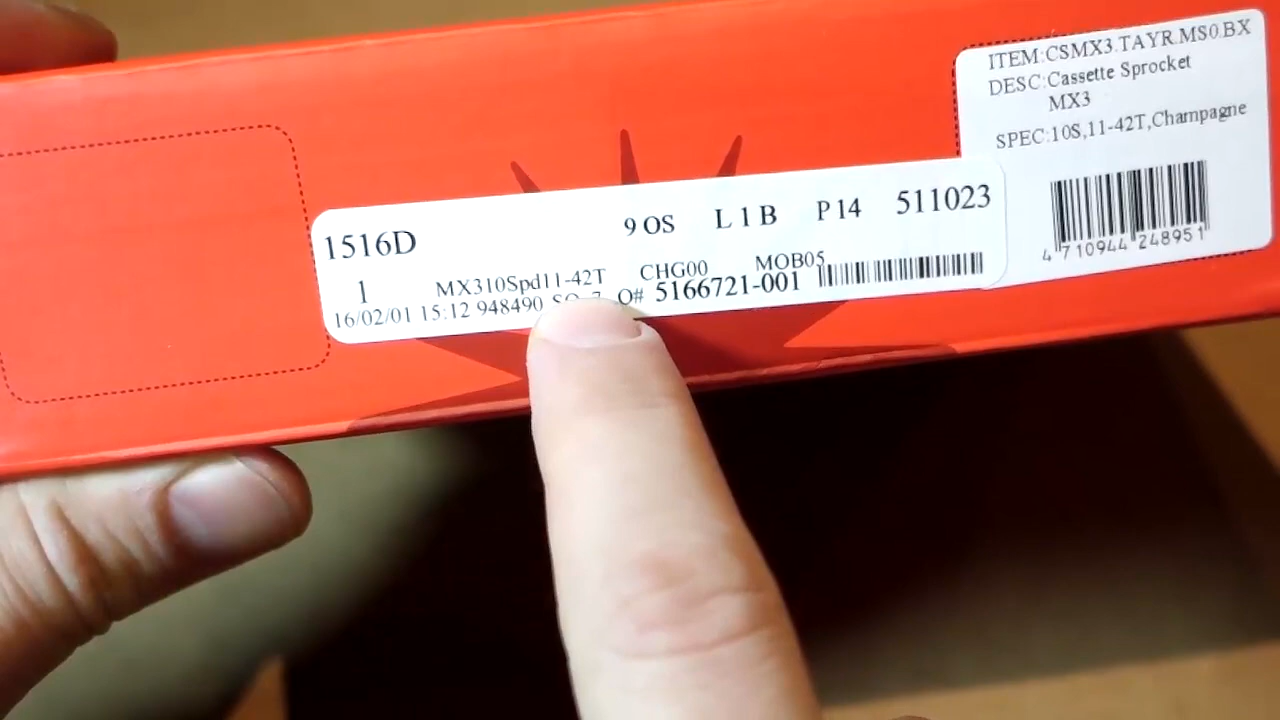 ITEM:CSMX3.TAYR.MS0.BX
DESC:Cassette Sprocket
MX3
SPEC:10S,11-42T,Champagne
4 710944 248951
1516D 9 OS L 1 B P 14 511023
1 MX310Spd11-42T CHG00 MOB05
16/02/01 15:12 948490 O# 5166721-001